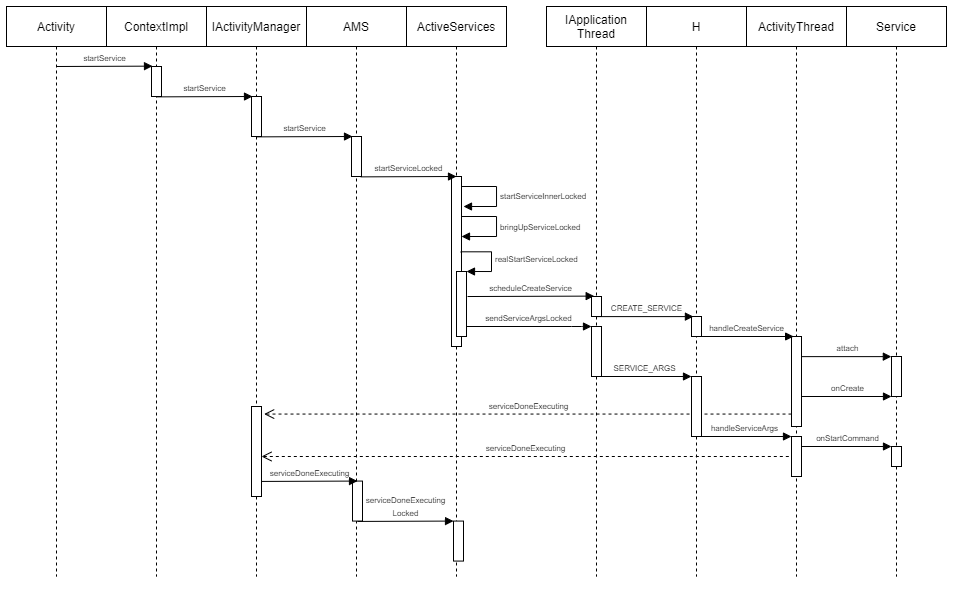 Activity
ContextImpl
IActivityManager
AMS
ActiveServices
IApplication
Thread
H
ActivityThread
Service
startService
startService
startService
startServiceLocked
startServiceInnerLocked
bringUpServiceLocked
realStartServiceLocked
scheduleCreateService
CREATE_SERVICE
sendServiceArgsLocked
handleCreateService
attach
SERVICE_ARGS
onCreate
serviceDoneExecuting
handleServiceArgs
onStartCommand
serviceDoneExecuting
serviceDoneExecuting
serviceDoneExecuting
Locked